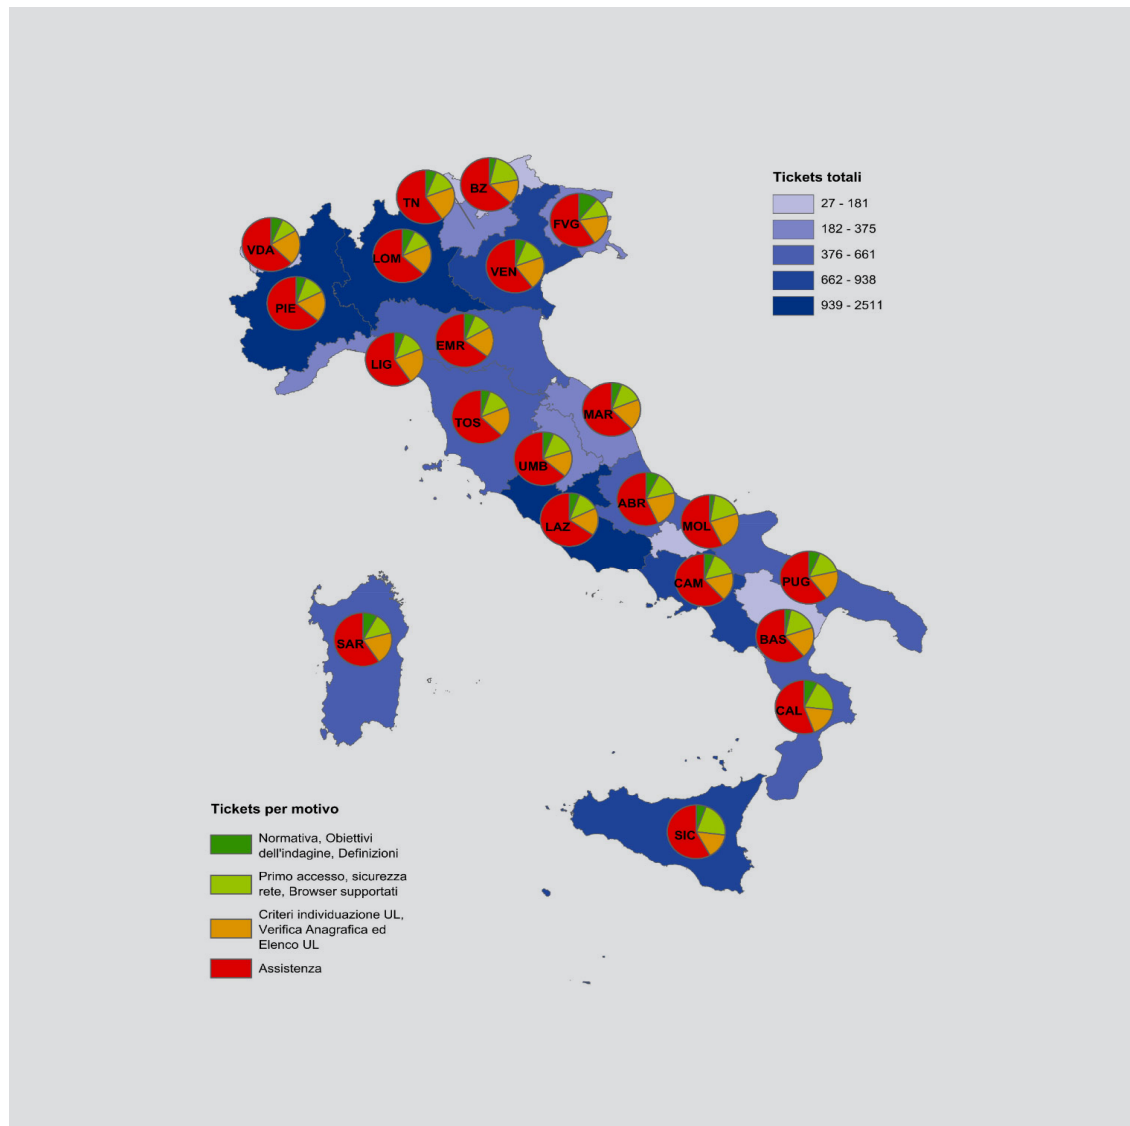 BZ
TN
FVG
VDA
LOM
VEN
PIE
EMR
LIG
MAR
TOS
UMB
ABR
LAZ
MOL
CAM
PUG
BAS
SAR
CAL
SIC
Tickets totali
27 - 181
182 - 375
376 - 661
662 - 938
939 - 2511
Tickets per motivo
Normativa, Obiettivi
dell'indagine, Definizioni
Primo accesso, sicurezza
rete, Browser supportati
Criteri individuazione UL,
Verifica Anagrafica ed
Elenco UL
Assistenza